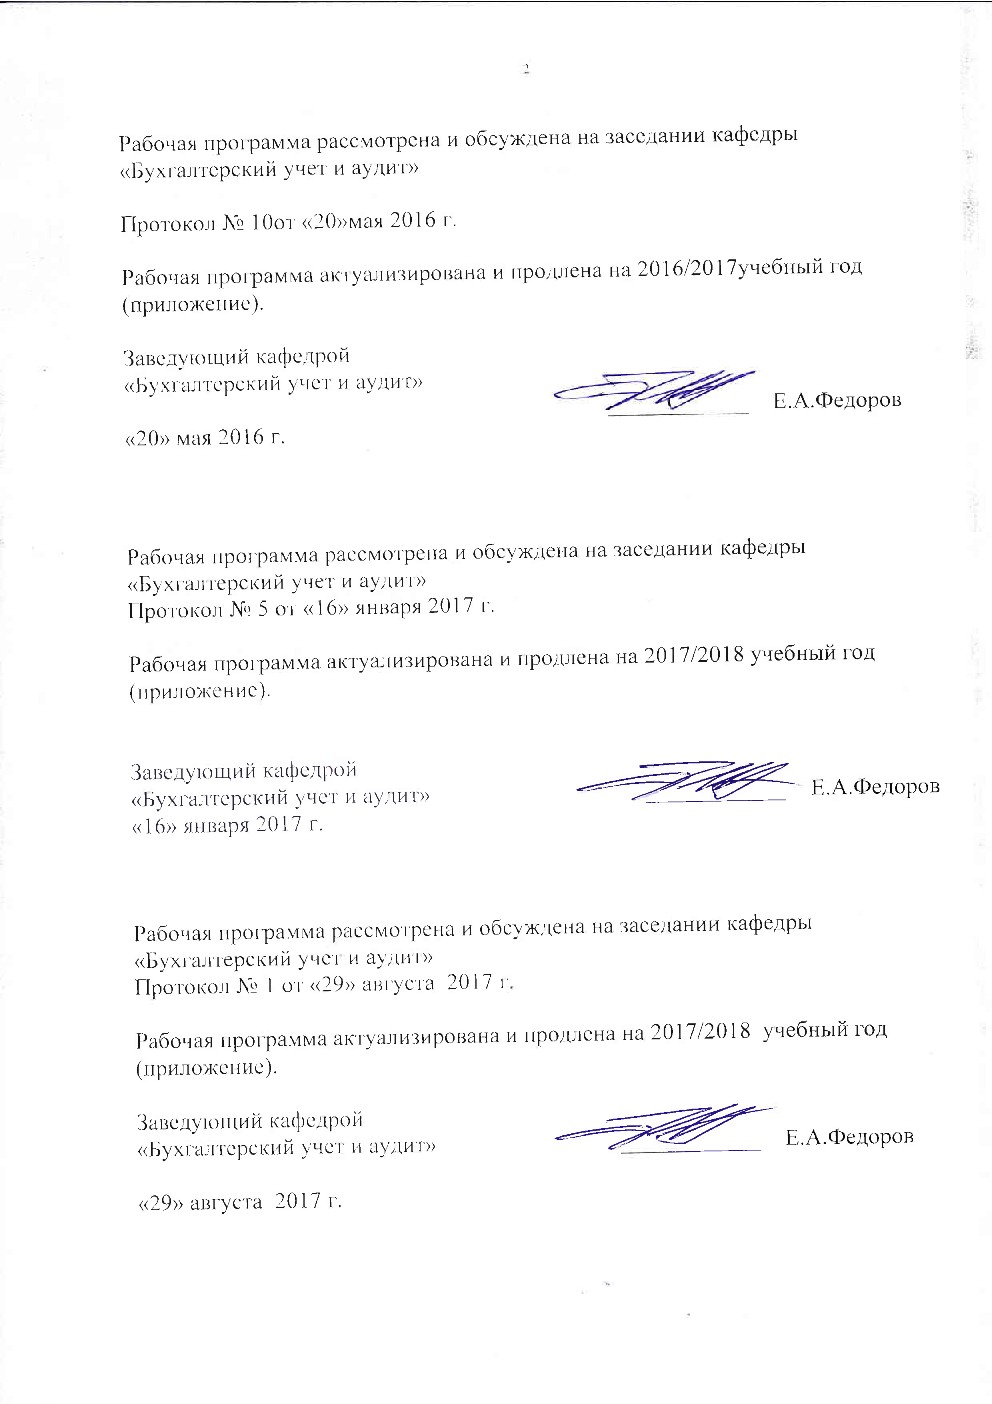 2
Рабочая программа рассмотрена и обсуждена на заседании кафедры
«Бухгалтерский учет и аудит»
Протокол № 10от «20»мая 2016 г.
Рабочая программа актуализирована и продлена на 2016/2017учебный год
(приложение).
Заведующий кафедрой
«Бухгалтерский учет и аудит»
Е.А.Федоров
«20» мая 2016 г.
Рабочая программа рассмотрена и обсуждена на заседании кафедры
«Бухгалтерский учет и аудит»
Протокол № 5 от «16» января 2017 г.
Рабочая программа актуализирована и продлена на 2017/2018 учебный год
(приложение).
Заведующий кафедрой
«Бухгалтерский учет и аудит»
Е.А.Федоров
«16» января 2017 г.
Рабочая программа рассмотрена и обсуждена на заседании кафедры
«Бухгалтерский учет и аудит»
Протокол № 1 от «29» августа 2017 г.
Рабочая программа актуализирована и продлена на 2017/2018 учебный год
(приложение).
Заведующий кафедрой
«Бухгалтерский учет и аудит»
Е.А.Федоров
«29» августа 2017 г.